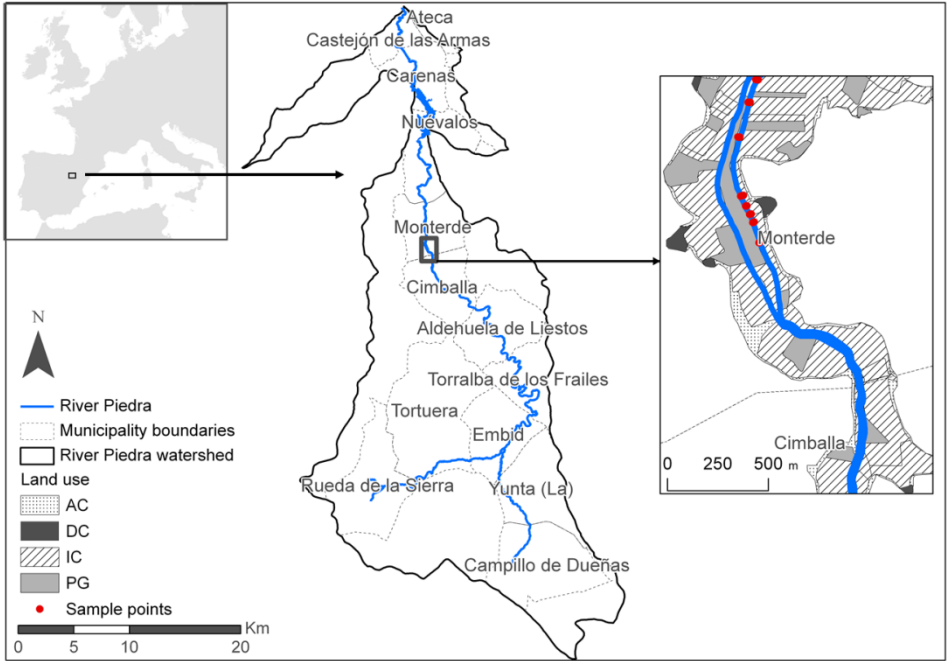 Ateca
Castejón de las Armas
Carenas
Nuévalos
Monterde
Cimballa
Aldehuela de Liestos
Torralba de los Frailes
Tortuera
Embid
Rueda de la Sierra
Yunta (La)
Campillo de Dueñas
N
River Piedra
Municipality boundaries
River Piedra watershed
Land use
AC
DC
IC
PG
Sample points
Km
0 5 10 20
Monterde
Cimballa
0 250 500 m